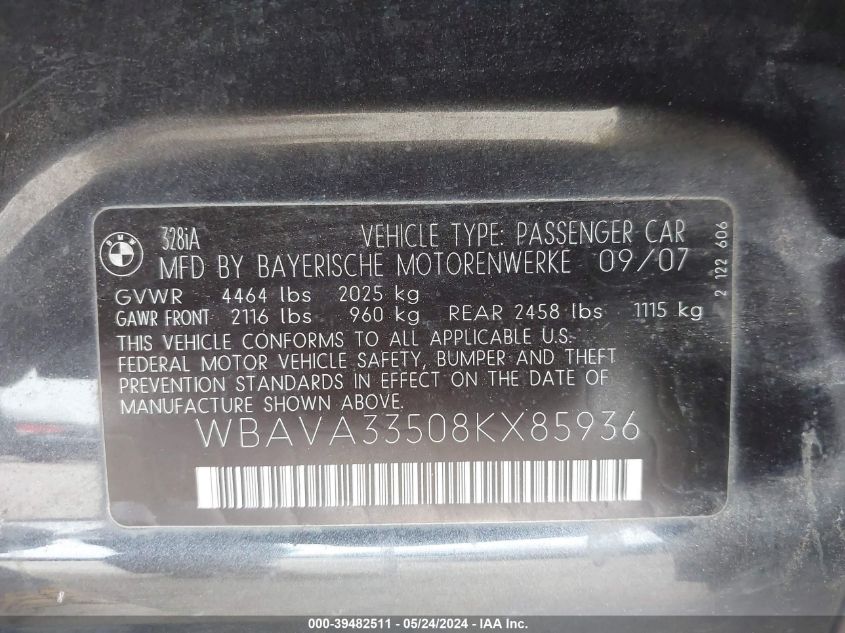 BMW
328iA VEHICLE TYPE: PASSENGER CAR
MFD BY BAYERISCHE MOTORENWERKE 09/07
GVWR 4464 lbs 2025 kg
GAWR FRONT 2116 lbs 960 kg REAR 2458 lbs 1115 kg
THIS VEHICLE CONFORMS TO ALL APPLICABLE U.S.
FEDERAL MOTOR VEHICLE SAFETY, BUMPER AND THEFT
PREVENTION STANDARDS IN EFFECT ON THE DATE OF
MANUFACTURE SHOWN ABOVE.
WBAVA33508KX85936
2 122 606
000-39482511 - 05/24/2024 - IAA Inc.